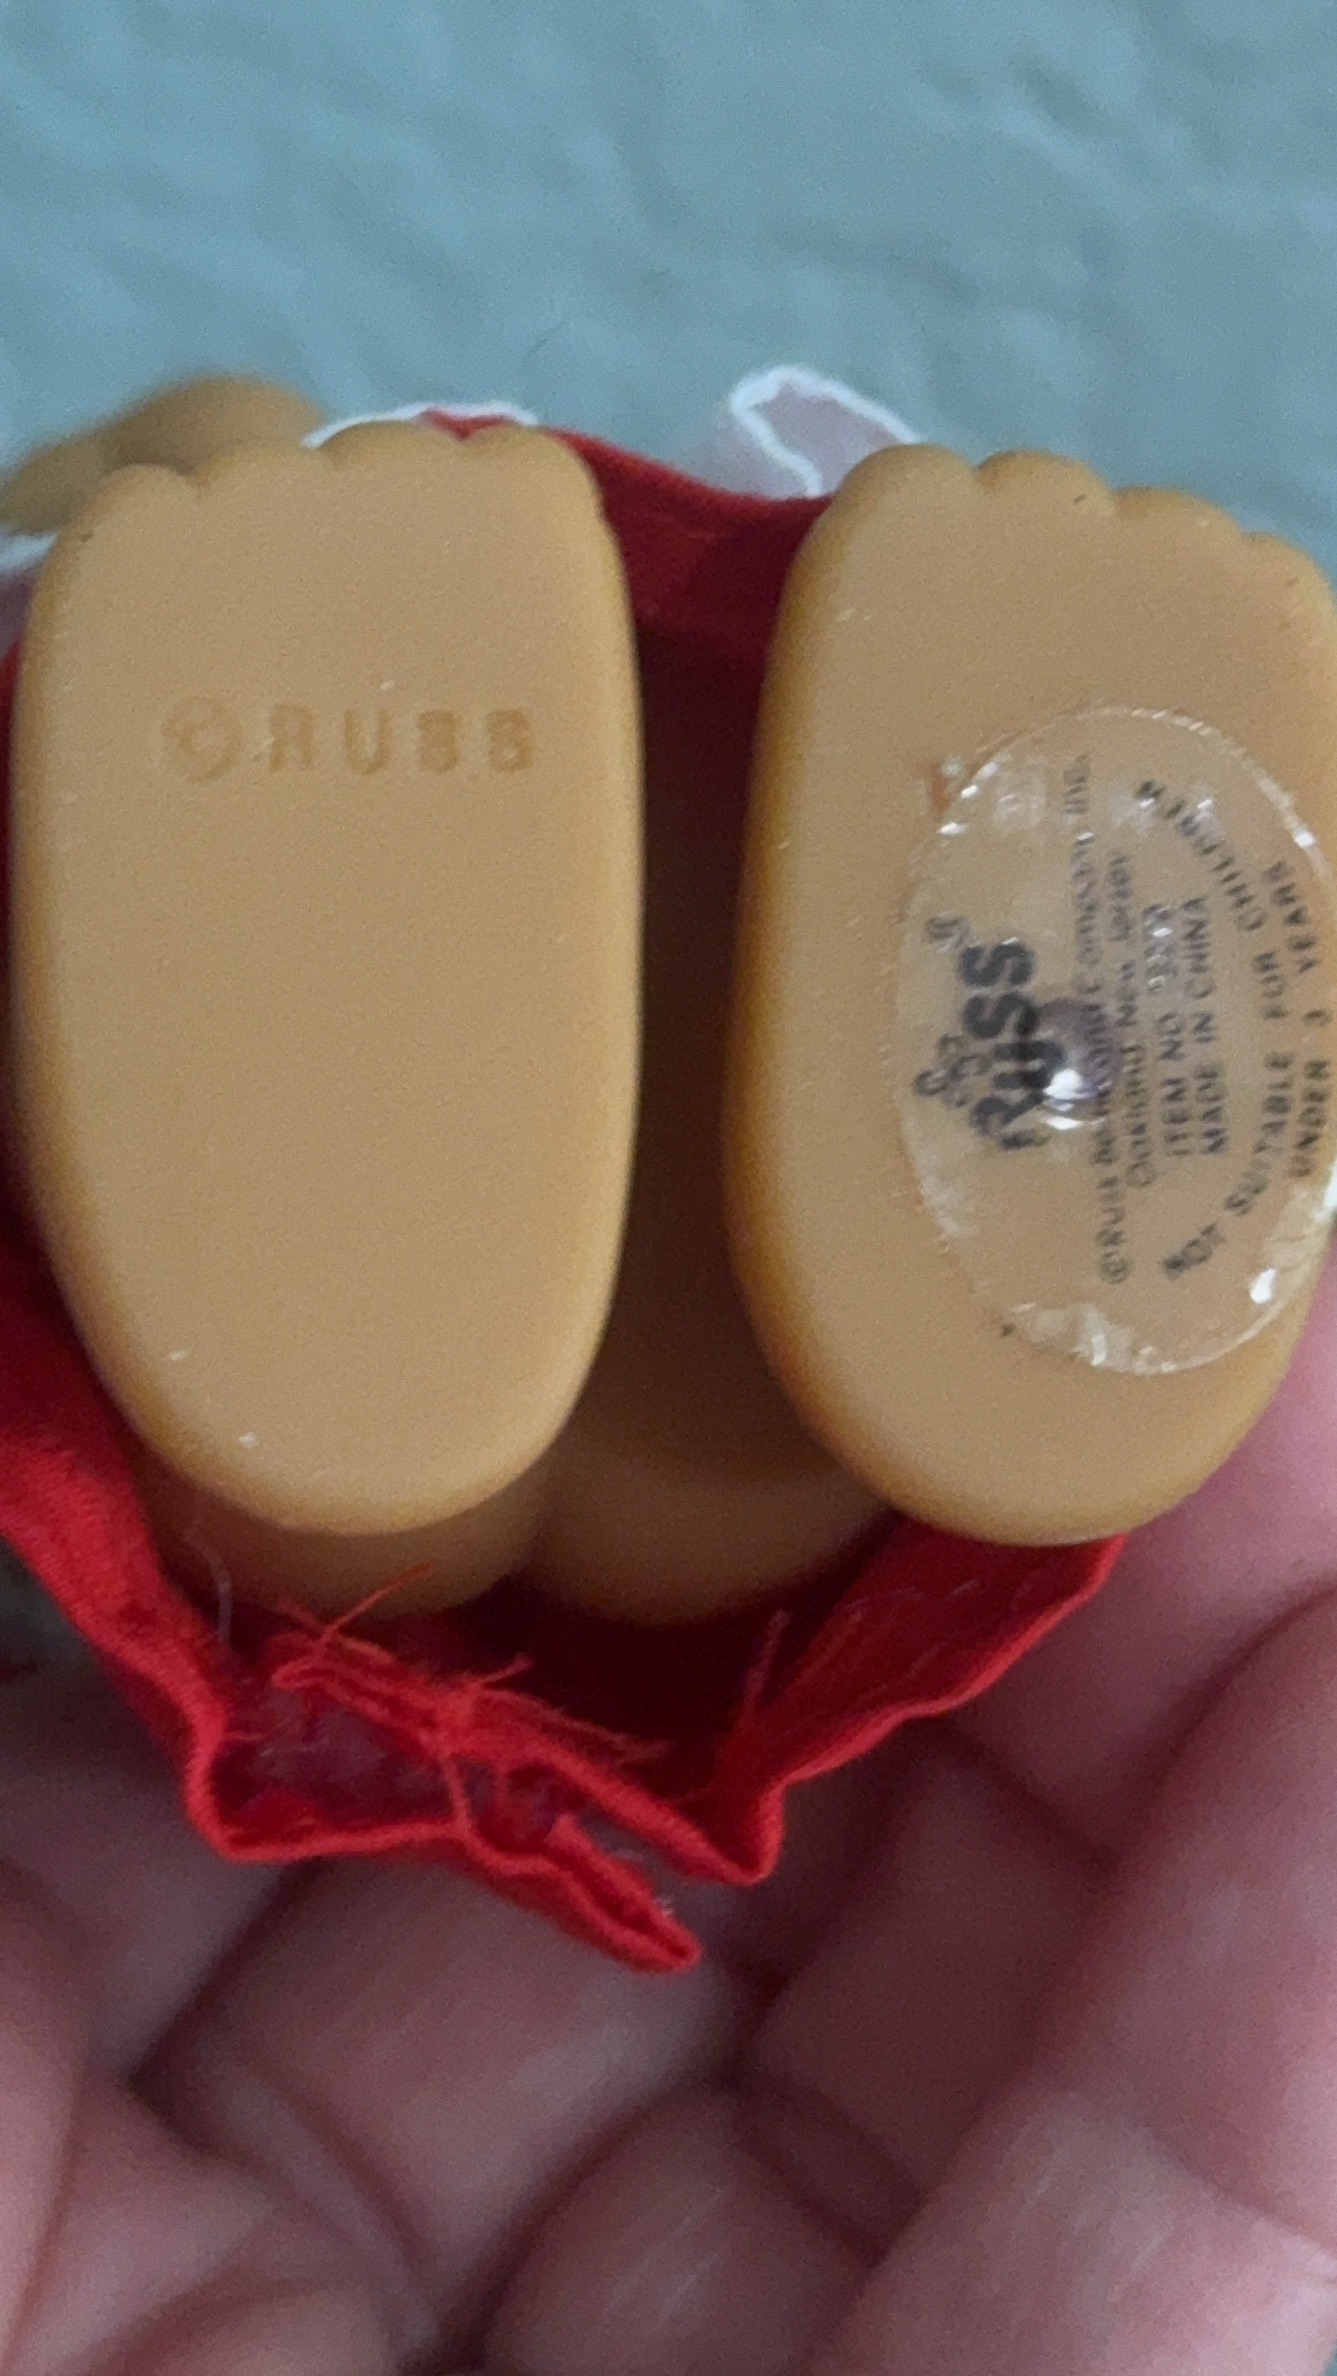 © RUSS
RUSS
©Russ Berrie and Company, Inc.
Oakland, New Jersey
ITEM NO
MADE IN CHINA
NOT SUITABLE FOR CHILDREN
UNDER 3 YEARS